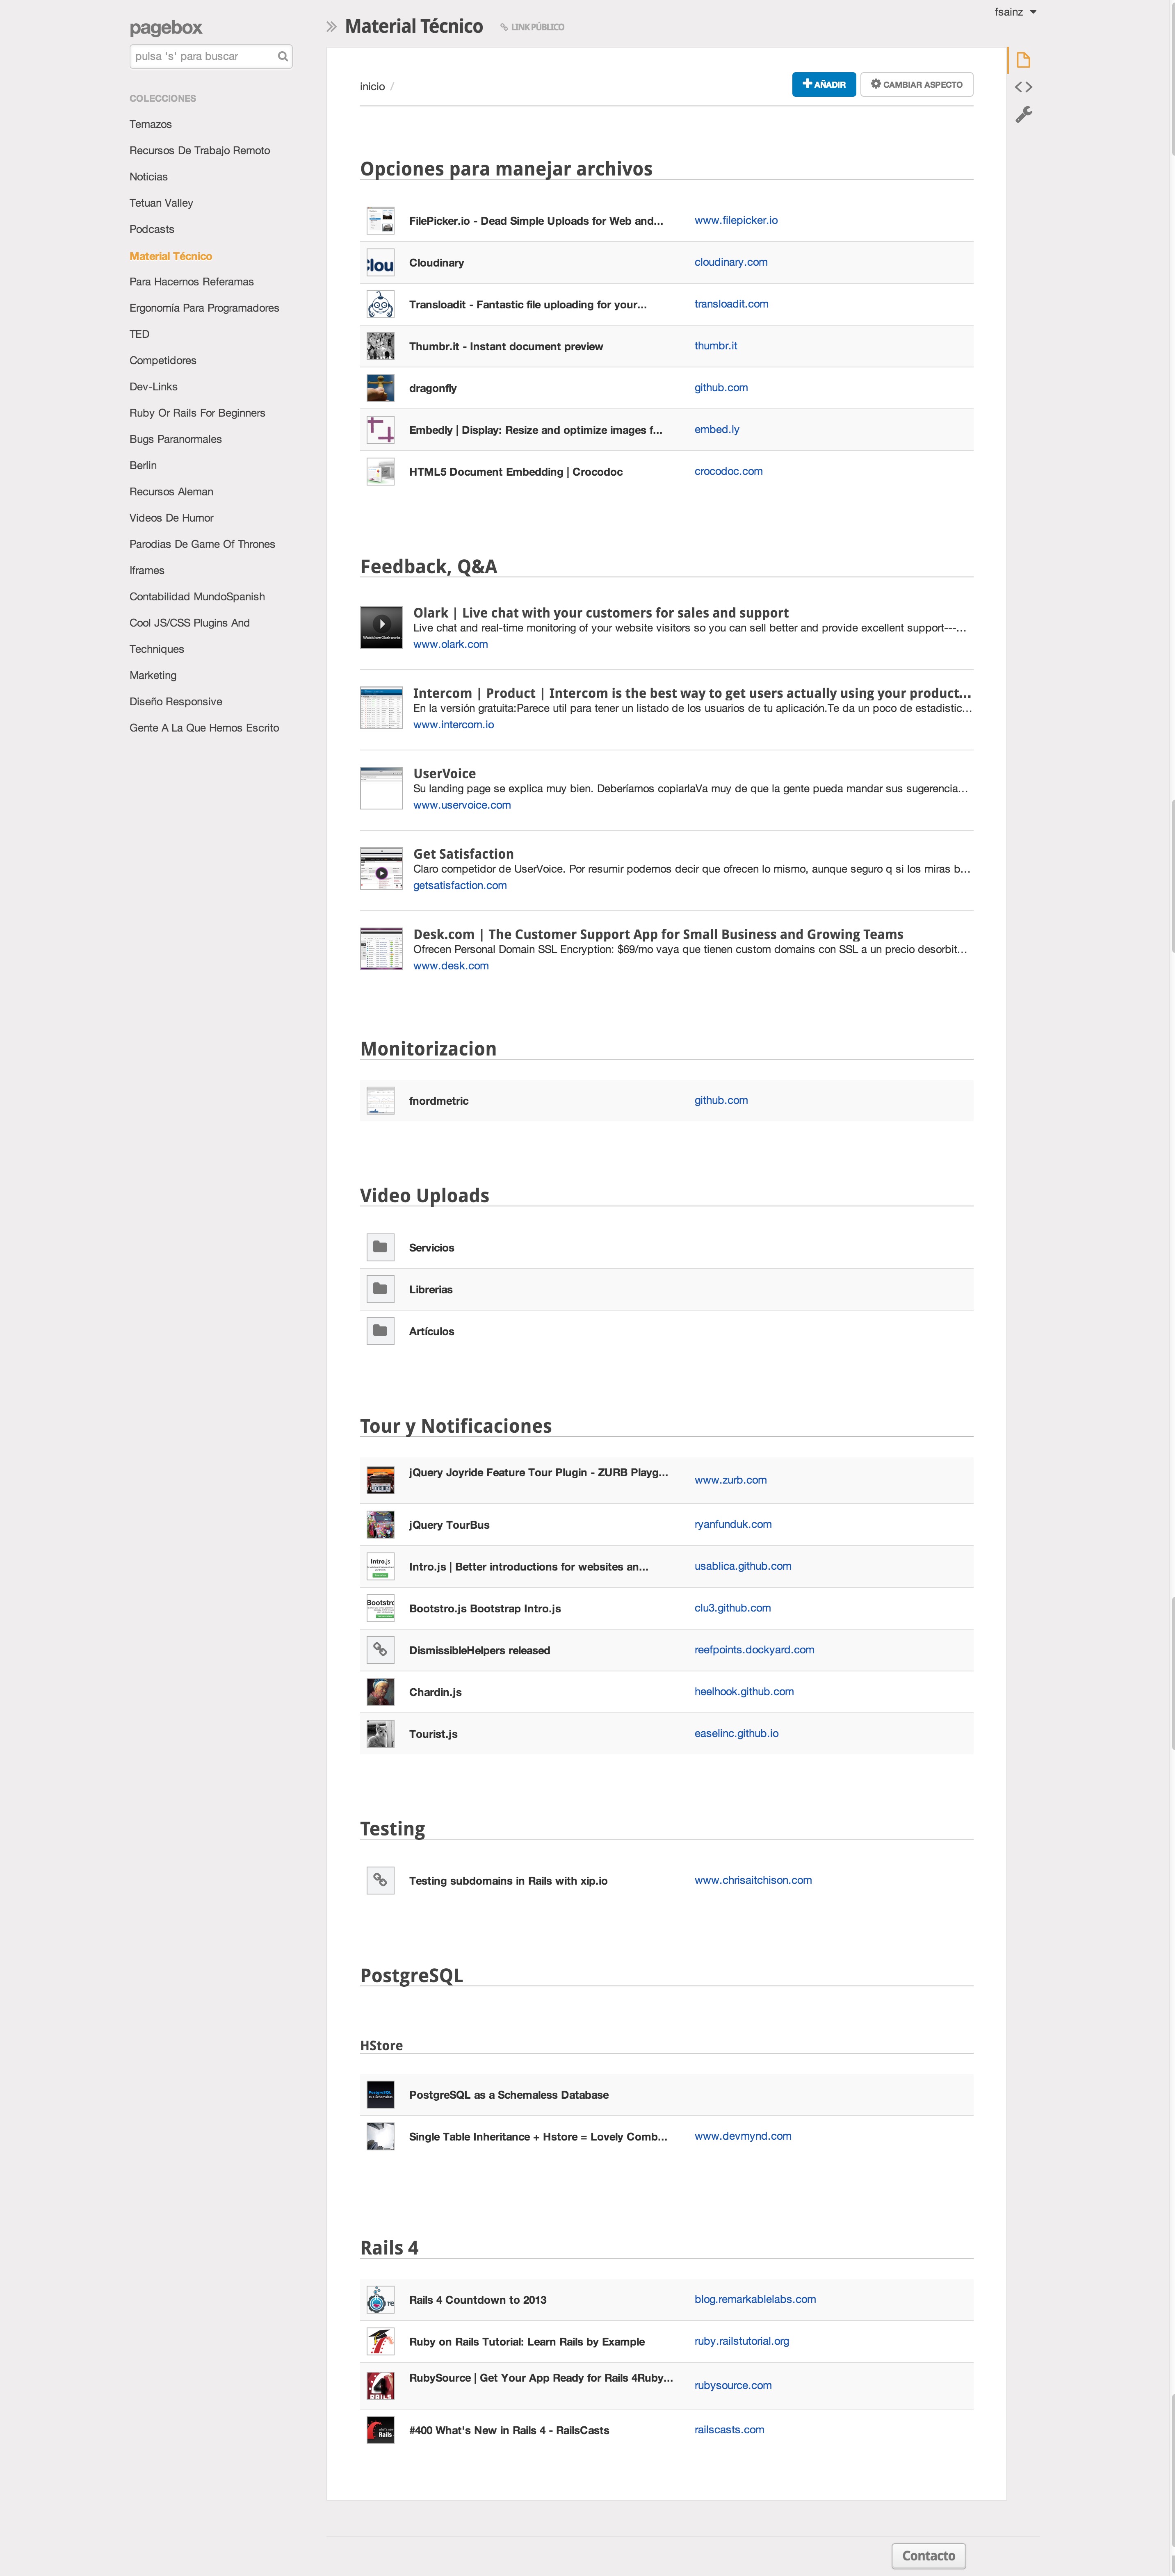 fsainz
pagebox
Material Técnico
LINK PÚBLICO
pulsa 's' para buscar
COLECCIONES
Temazos
Recursos De Trabajo Remoto
Noticias
Tetuan Valley
Podcasts
Material Técnico
Para Hacernos Referamas
Ergonomía Para Programadores
TED
Competidores
Dev-Links
Ruby Or Rails For Beginners
Bugs Paranormales
Berlin
Recursos Aleman
Videos De Humor
Parodias De Game Of Thrones
Iframes
Contabilidad MundoSpanish
Cool JS/CSS Plugins And
Techniques
Marketing
Diseño Responsive
Gente A La Que Hemos Escrito
inicio /
AÑADIR
CAMBIAR ASPECTO
Opciones para manejar archivos
FilePicker.io - Dead Simple Uploads for Web and... www.filepicker.io
Cloudinary cloudinary.com
Transloadit - Fantastic file uploading for your... transloadit.com
Thumbr.it - Instant document preview thumbr.it
dragonfly github.com
Embedly | Display: Resize and optimize images f... embed.ly
HTML5 Document Embedding | Crocodoc crocodoc.com
Feedback, Q&A
Olark | Live chat with your customers for sales and support
Live chat and real-time monitoring of your website visitors so you can sell better and provide excellent support---...
www.olark.com
Intercom | Product | Intercom is the best way to get users actually using your product...
En la versión gratuita:Parece util para tener un listado de los usuarios de tu aplicación.Te da un poco de estadistic...
www.intercom.io
UserVoice
Su landing page se explica muy bien. Deberíamos copiarlaVa muy de que la gente pueda mandar sus sugerencia...
www.uservoice.com
Get Satisfaction
Claro competidor de UserVoice. Por resumir podemos decir que ofrecen lo mismo, aunque seguro q si los miras b...
getsatisfaction.com
Desk.com | The Customer Support App for Small Business and Growing Teams
Ofrecen Personal Domain SSL Encryption: $69/mo vaya que tienen custom domains con SSL a un precio desorbit...
www.desk.com
Monitorizacion
fnordmetric github.com
Video Uploads
Servicios
Librerias
Artículos
Tour y Notificaciones
jQuery Joyride Feature Tour Plugin - ZURB Playg... www.zurb.com
jQuery TourBus ryanfunduk.com
Intro.js
Intro.js | Better introductions for websites an... usablica.github.com
Bootstro.js Bootstrap Intro.js clu3.github.com
DismissibleHelpers released reefpoints.dockyard.com
Chardin.js heelhook.github.com
Tourist.js easelinc.github.io
Testing
Testing subdomains in Rails with xip.io www.chrisaitchison.com
PostgreSQL
HStore
PostgreSQL as a Schemaless Database
Single Table Inheritance + Hstore = Lovely Comb... www.devmynd.com
Rails 4
Rails 4 Countdown to 2013 blog.remarkablelabs.com
Ruby on Rails Tutorial: Learn Rails by Example ruby.railstutorial.org
RubySource | Get Your App Ready for Rails 4Ruby... rubysource.com
#400 What's New in Rails 4 - RailsCasts railscasts.com
Contacto